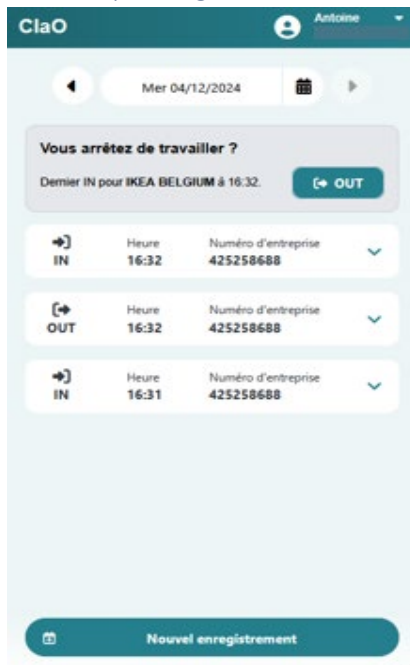 ClaO
Antoine
Mer 04/12/2024
Vous arrêtez de travailler ?
Dernier IN pour IKEA BELGIUM à 16:32.
OUT
IN
Heure
16:32
Numéro d'entreprise
425258688
OUT
Heure
16:32
Numéro d'entreprise
425258688
IN
Heure
16:31
Numéro d'entreprise
425258688
Nouvel enregistrement